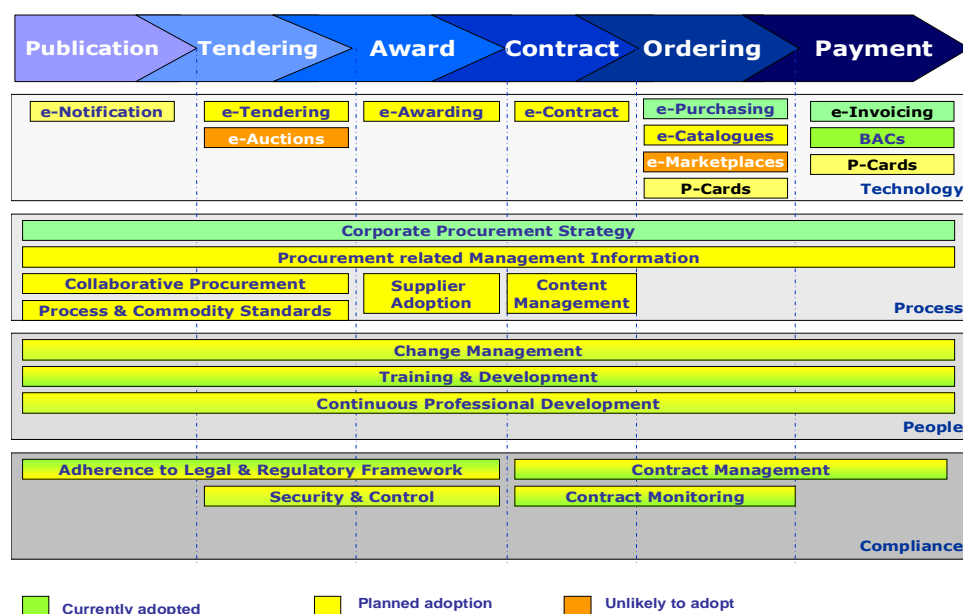 Publication
Tendering
Award
Contract
Ordering
Payment
e-Notification
e-Tendering
e-Awarding
e-Contract
e-Purchasing
e-Invoicing
e-Auctions
e-Catalogues
BACs
e-Marketplaces
P-Cards
P-Cards
Technology
Corporate Procurement Strategy
Procurement related Management Information
Collaborative Procurement
Supplier
Adoption
Content
Management
Process & Commodity Standards
Process
Change Management
Training & Development
Continuous Professional Development
People
Adherence to Legal & Regulatory Framework
Contract Management
Security & Control
Contract Monitoring
Compliance
Currently adopted
Planned adoption
Unlikely to adopt